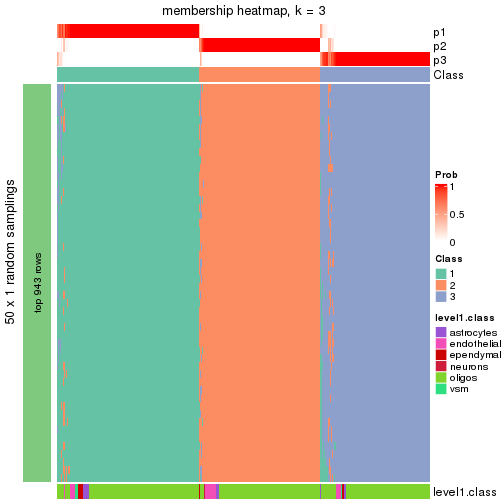 membership heatmap, k = 3
p1
p2
p3
Class
50 x 1 random samplings
top 943 rows
Prob
1
0.5
0
Class
1
2
3
level1.class
astrocytes
endothelial
ependymal
neurons
oligos
vsm
level1.class